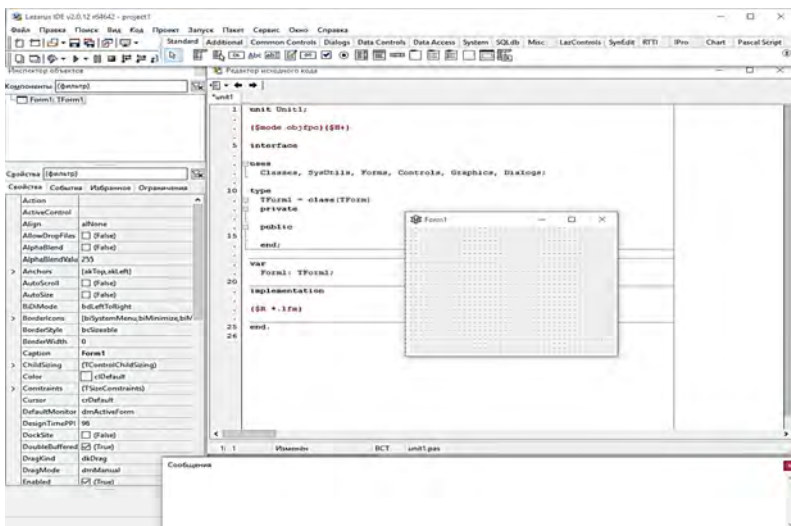 Lazarus IDE v2.0.12 r64642 - project1
Файл Правка Поиск Вид Код Проект Запуск Пакет Сервис Окно Справка
Standard Additional Common Controls Dialogs Data Controls Data Access System SQLdb Misc LazControls SynEdit RTTI IPro Chart Pascal Script
Инспектор объектов
Компоненты (фильтр)
Form1: TForm1
Свойства (фильтр)
Свойства События Избранное Ограничения
Action
ActiveControl
Align alNone
AllowDropFiles (False)
AlphaBlend (False)
AlphaBlendValu 255
Anchors [akTop,akLeft]
AutoScroll (False)
AutoSize (False)
BiDiMode bdLeftToRight
BorderIcons [biSystemMenu,biMinimize,biM
BorderStyle bsSizeable
BorderWidth 0
Caption Form1
ChildSizing (TControlChildSizing)
Color clDefault
Constraints (TSizeConstraints)
Cursor crDefault
DefaultMonitor dmActiveForm
DesignTimePPI 96
DockSite (False)
DoubleBuffered (True)
DragKind dkDrag
DragMode dmManual
Enabled (True)
Редактор исходного кода
*unit1
1 unit Unit1;
{$mode objfpc}{$H+}
5 interface
uses
Classes, SysUtils, Forms, Controls, Graphics, Dialogs;
10 type
TForm1 = class(TForm)
private
public
15
end;
var
Form1: TForm1;
20
implementation
{$R *.lfm}
25 end.
26
Form1
1: 1 Изменён ВСТ unit1.pas
Сообщения